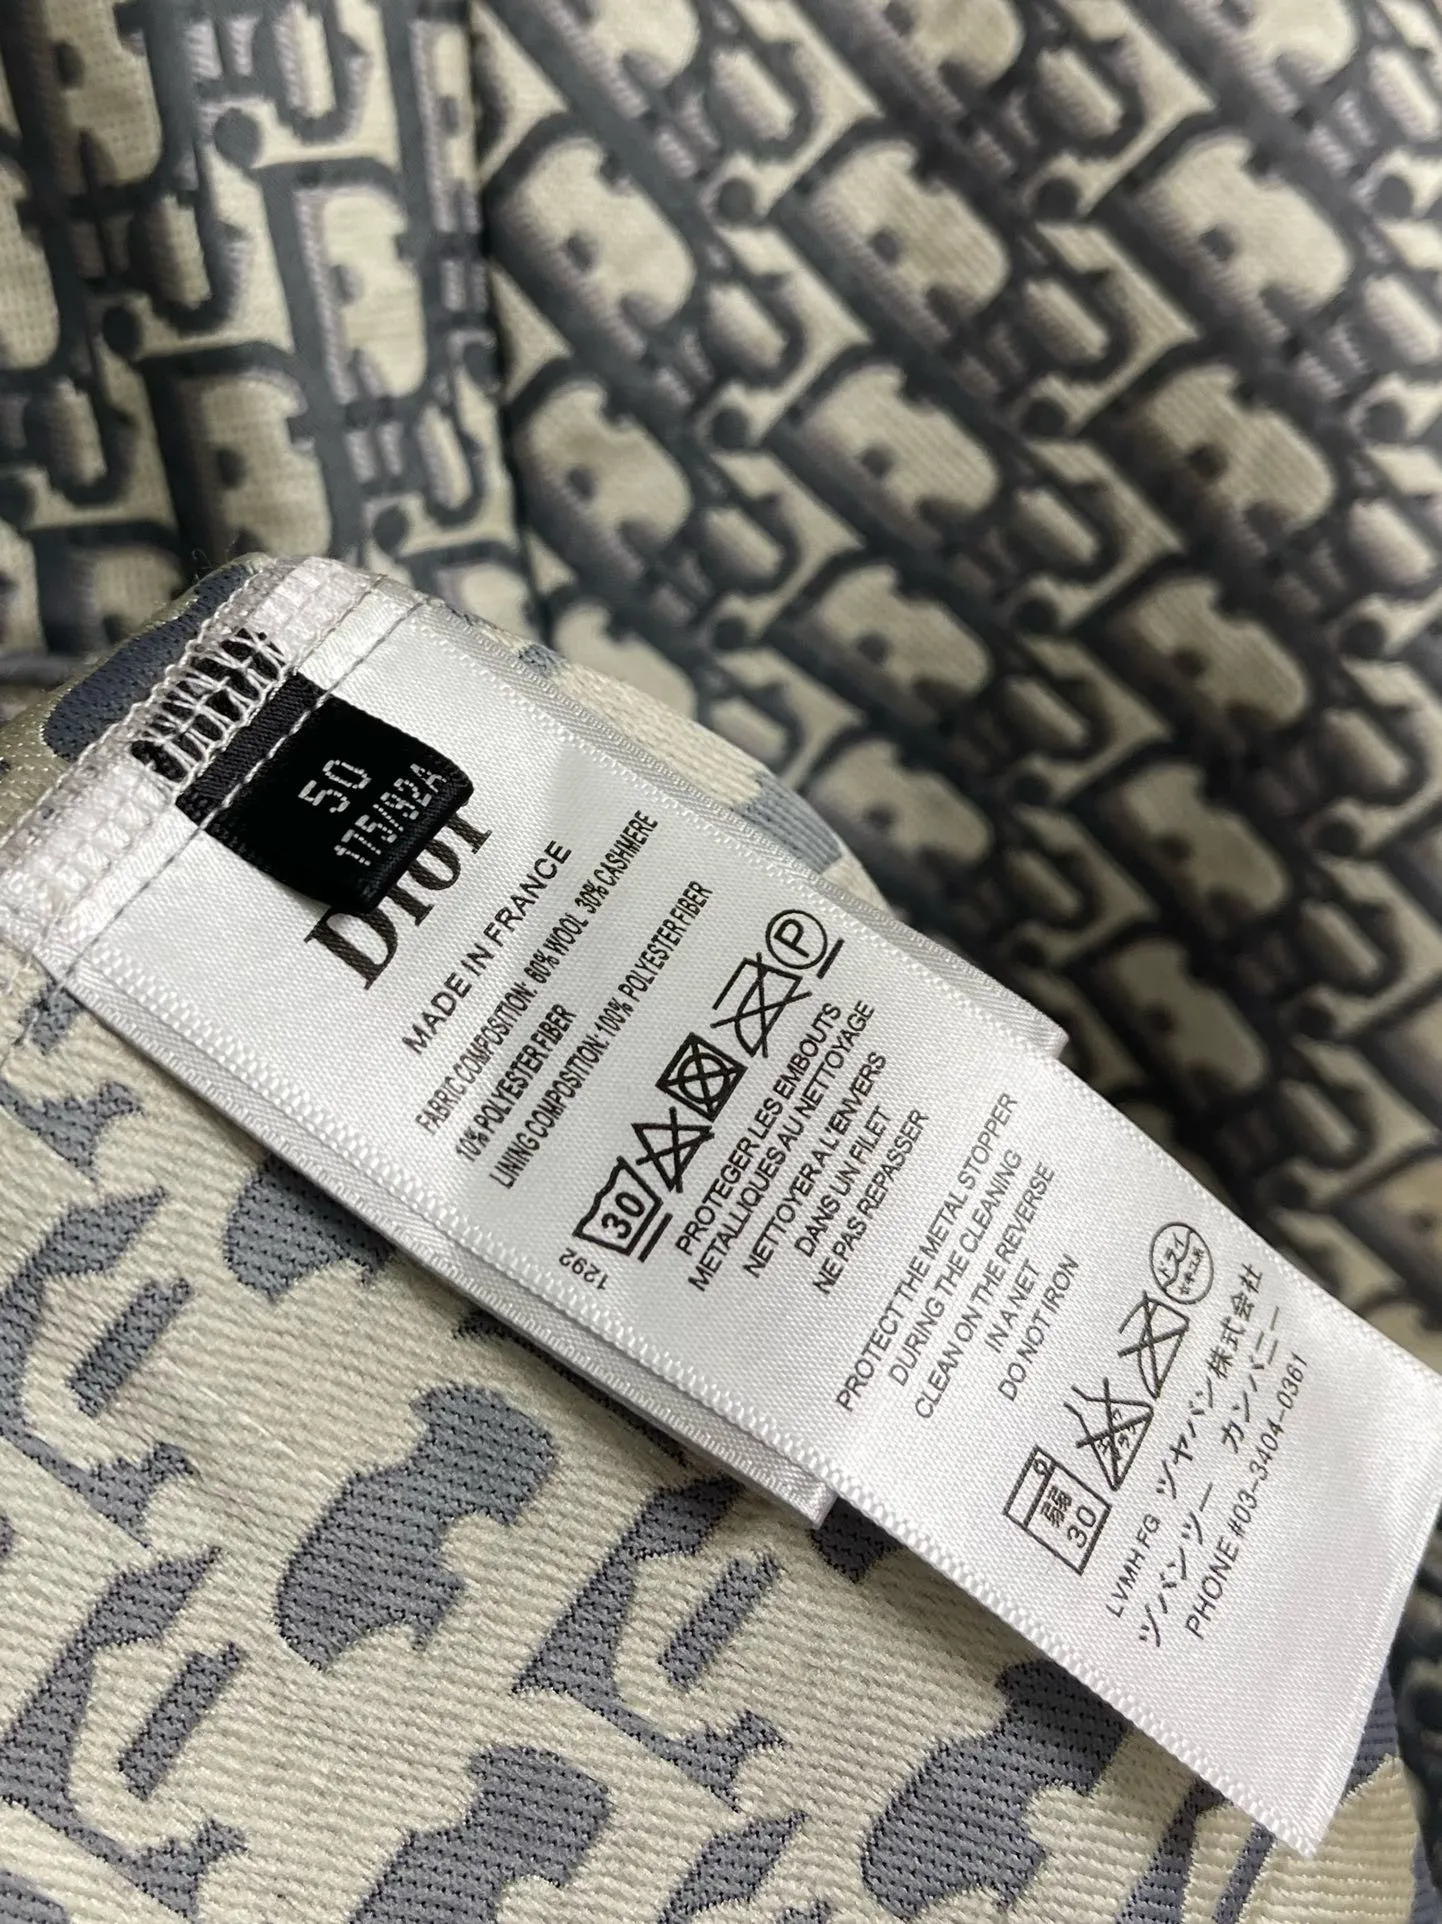 50
175/92A
Dior
MADE IN FRANCE
FABRIC COMPOSITION: 60% WOOL 30% CASHMERE
10% POLYESTER FIBER
LINING COMPOSITION: 100% POLYESTER FIBER
30
P
1292
PROTEGER LES EMBOUTS
METALLIQUES AU NETTOYAGE
NETTOYER A L'ENVERS
DANS UN FILET
NE PAS REPASSER
PROTECT THE METAL STOPPER
DURING THE CLEANING
CLEAN ON THE REVERSE
IN A NET
DO NOT IRON
弱
30
ドライ
LVMH FG ツヤバン株式会社
ツバンツー カンバニー
PHONE #03-3404-0361